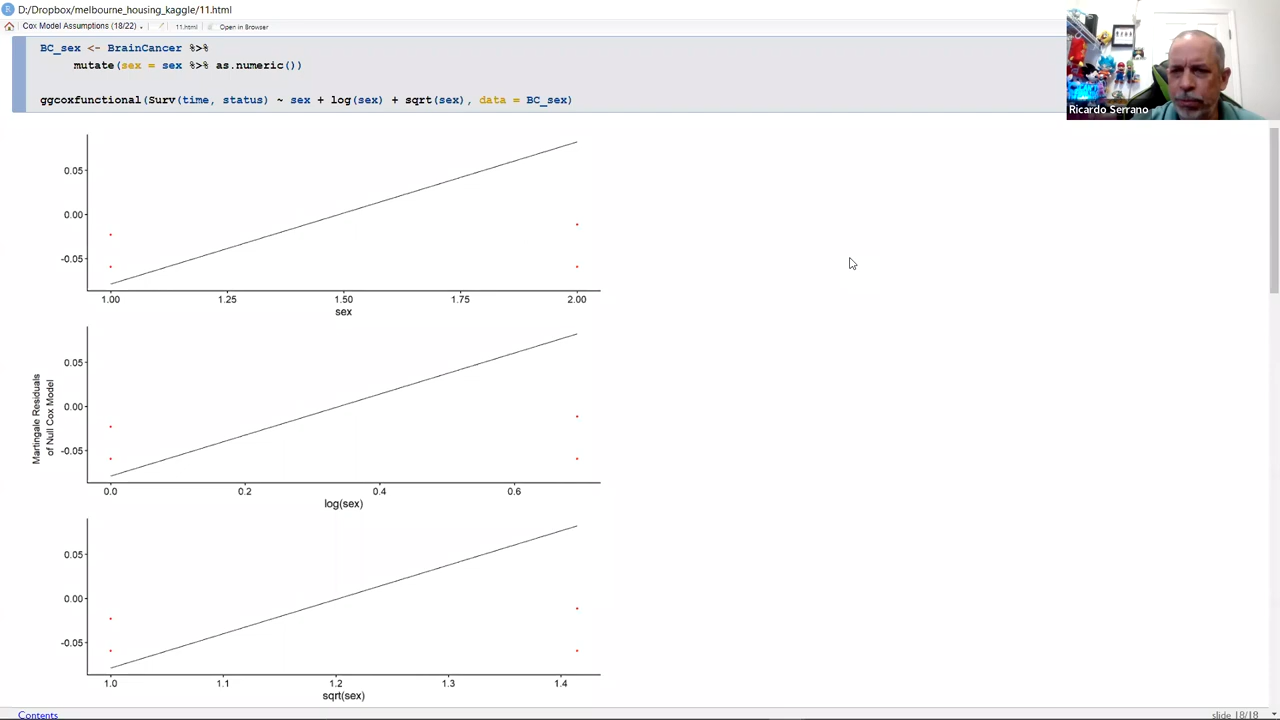 D:/Dropbox/melbourne_housing_kaggle/11.html
Cox Model Assumptions (18/22)
11.html
Open in Browser
BC_sex <- BrainCancer %>%
mutate(sex = sex %>% as.numeric())
ggcoxfunctional(Surv(time, status) ~ sex + log(sex) + sqrt(sex), data = BC_sex)
Ricardo Serrano
0.05
0.00
-0.05
1.00 1.25 1.50 1.75 2.00
sex
Martingale Residuals
of Null Cox Model
0.05
0.00
-0.05
0.0 0.2 0.4 0.6
log(sex)
0.05
0.00
-0.05
1.0 1.1 1.2 1.3 1.4
sqrt(sex)
Contents
slide 18/18